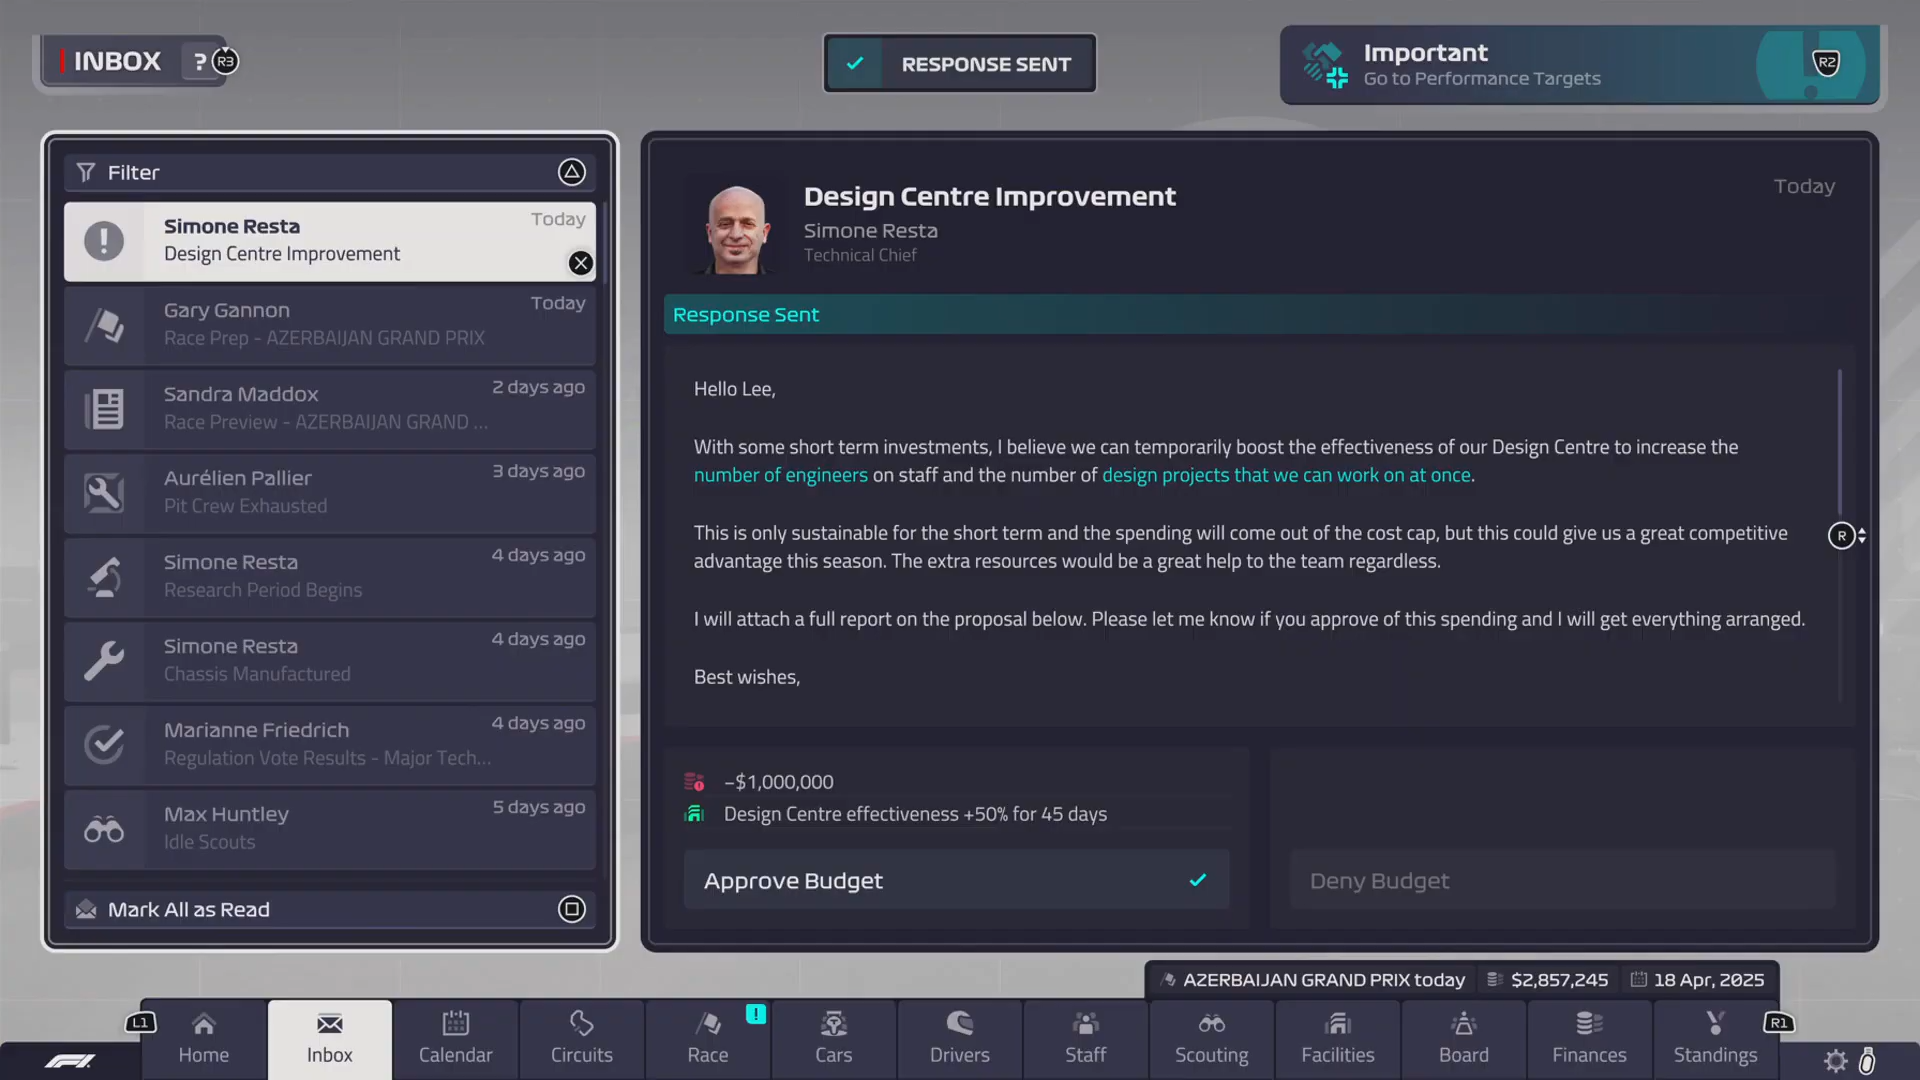 INBOX ? R3
RESPONSE SENT
Important
Go to Performance Targets
R2
Filter
Simone Resta Today
Design Centre Improvement
Gary Gannon Today
Race Prep - AZERBAIJAN GRAND PRIX
Sandra Maddox 2 days ago
Race Preview - AZERBAIJAN GRAND ...
Aurélien Pallier 3 days ago
Pit Crew Exhausted
Simone Resta 4 days ago
Research Period Begins
Simone Resta 4 days ago
Chassis Manufactured
Marianne Friedrich 4 days ago
Regulation Vote Results - Major Tech...
Max Huntley 5 days ago
Idle Scouts
Mark All as Read
Design Centre Improvement Today
Simone Resta
Technical Chief
Response Sent
Hello Lee,
With some short term investments, I believe we can temporarily boost the effectiveness of our Design Centre to increase the
number of engineers on staff and the number of design projects that we can work on at once.
This is only sustainable for the short term and the spending will come out of the cost cap, but this could give us a great competitive
advantage this season. The extra resources would be a great help to the team regardless.
I will attach a full report on the proposal below. Please let me know if you approve of this spending and I will get everything arranged.
Best wishes,
R
-$1,000,000
Design Centre effectiveness +50% for 45 days
Approve Budget
Deny Budget
AZERBAIJAN GRAND PRIX today $2,857,245 18 Apr, 2025
L1 Home Inbox Calendar Circuits Race ! Cars Drivers Staff Scouting Facilities Board Finances Standings R1
F1